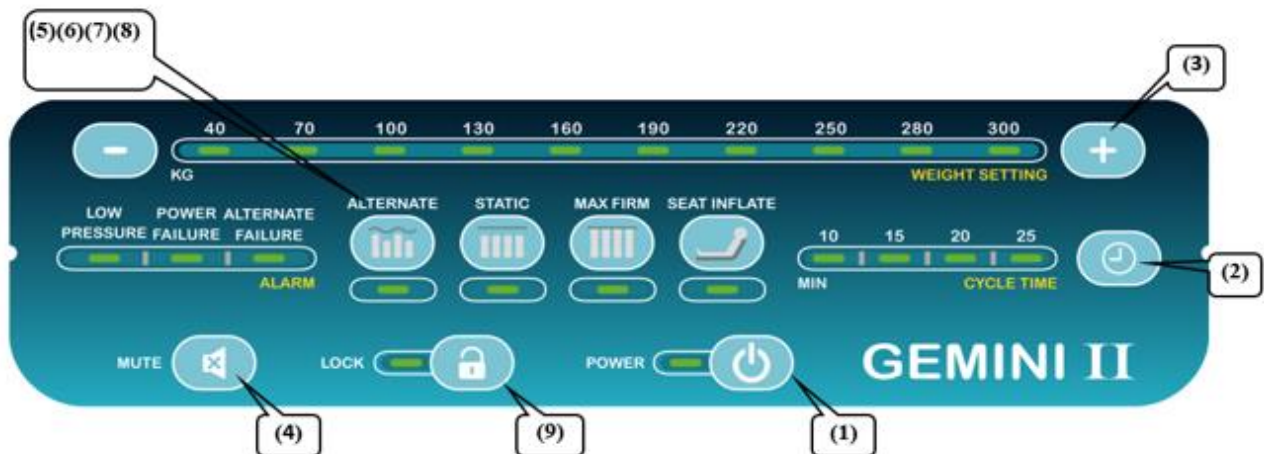 (5)(6)(7)(8)
(3)
40 70 100 130 160 190 220 250 280 300
- +
KG WEIGHT SETTING
LOW PRESSURE POWER FAILURE ALTERNATE FAILURE
ALARM
ALTERNATE STATIC MAX FIRM SEAT INFLATE
10 15 20 25
MIN CYCLE TIME
(2)
MUTE LOCK POWER GEMINI II
(4) (9) (1)